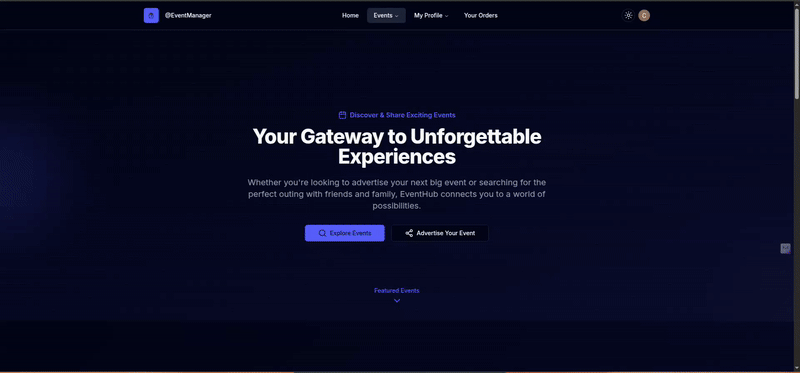 @EventManager
Home
Events
My Profile
Your Orders
C
Discover & Share Exciting Events
Your Gateway to Unforgettable
Experiences
Whether you're looking to advertise your next big event or searching for the
perfect outing with friends and family, EventHub connects you to a world of
possibilities.
Explore Events
Advertise Your Event
Featured Events